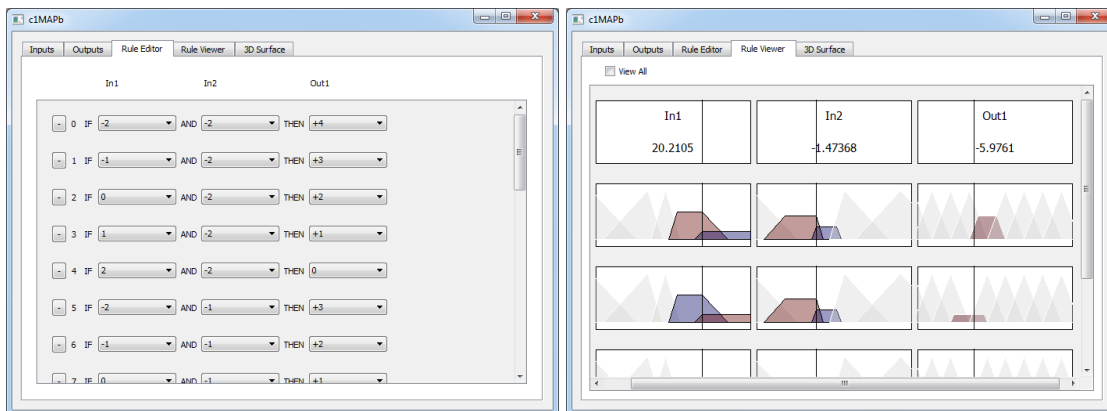 c1MAPb
Inputs Outputs Rule Editor Rule Viewer 3D Surface
In1 In2 Out1
- 0 IF -2 AND -2 THEN +4
- 1 IF -1 AND -2 THEN +3
- 2 IF 0 AND -2 THEN +2
- 3 IF 1 AND -2 THEN +1
- 4 IF 2 AND -2 THEN 0
- 5 IF -2 AND -1 THEN +3
- 6 IF -1 AND -1 THEN +2
- 7 IF 0 AND -1 THEN +1
c1MAPb
Inputs Outputs Rule Editor Rule Viewer 3D Surface
View All
In1 In2 Out1
20.2105 -1.47368 -5.9761